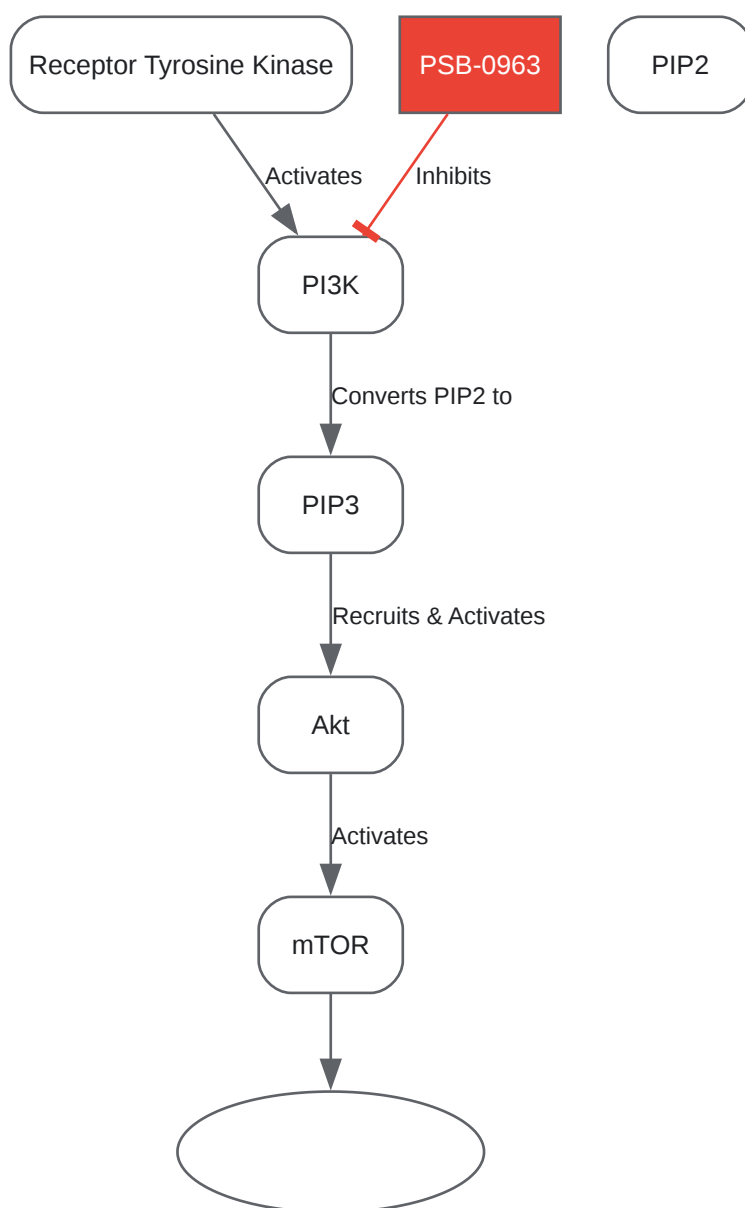 Receptor Tyrosine Kinase
PSB-0963
PIP2
Activates
Inhibits
PI3K
Converts PIP2 to
PIP3
Recruits & Activates
Akt
Activates
mTOR